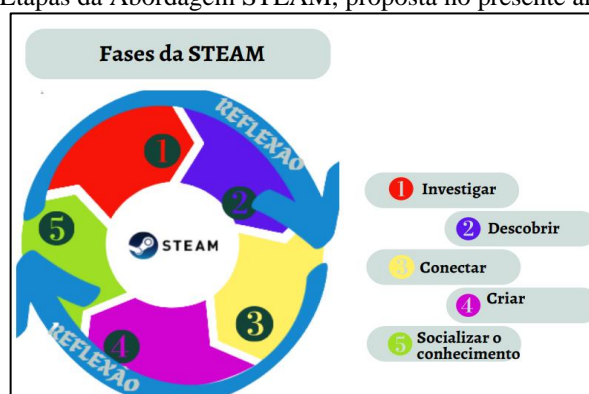 Etapas da Abordagem STEAM, proposta no presente
Fases da STEAM
REFLEXÃO
1
2
3
4
5
STEAM
REFLEXÃO
1 Investigar
2 Descobrir
3 Conectar
4 Criar
5 Socializar o
conhecimento